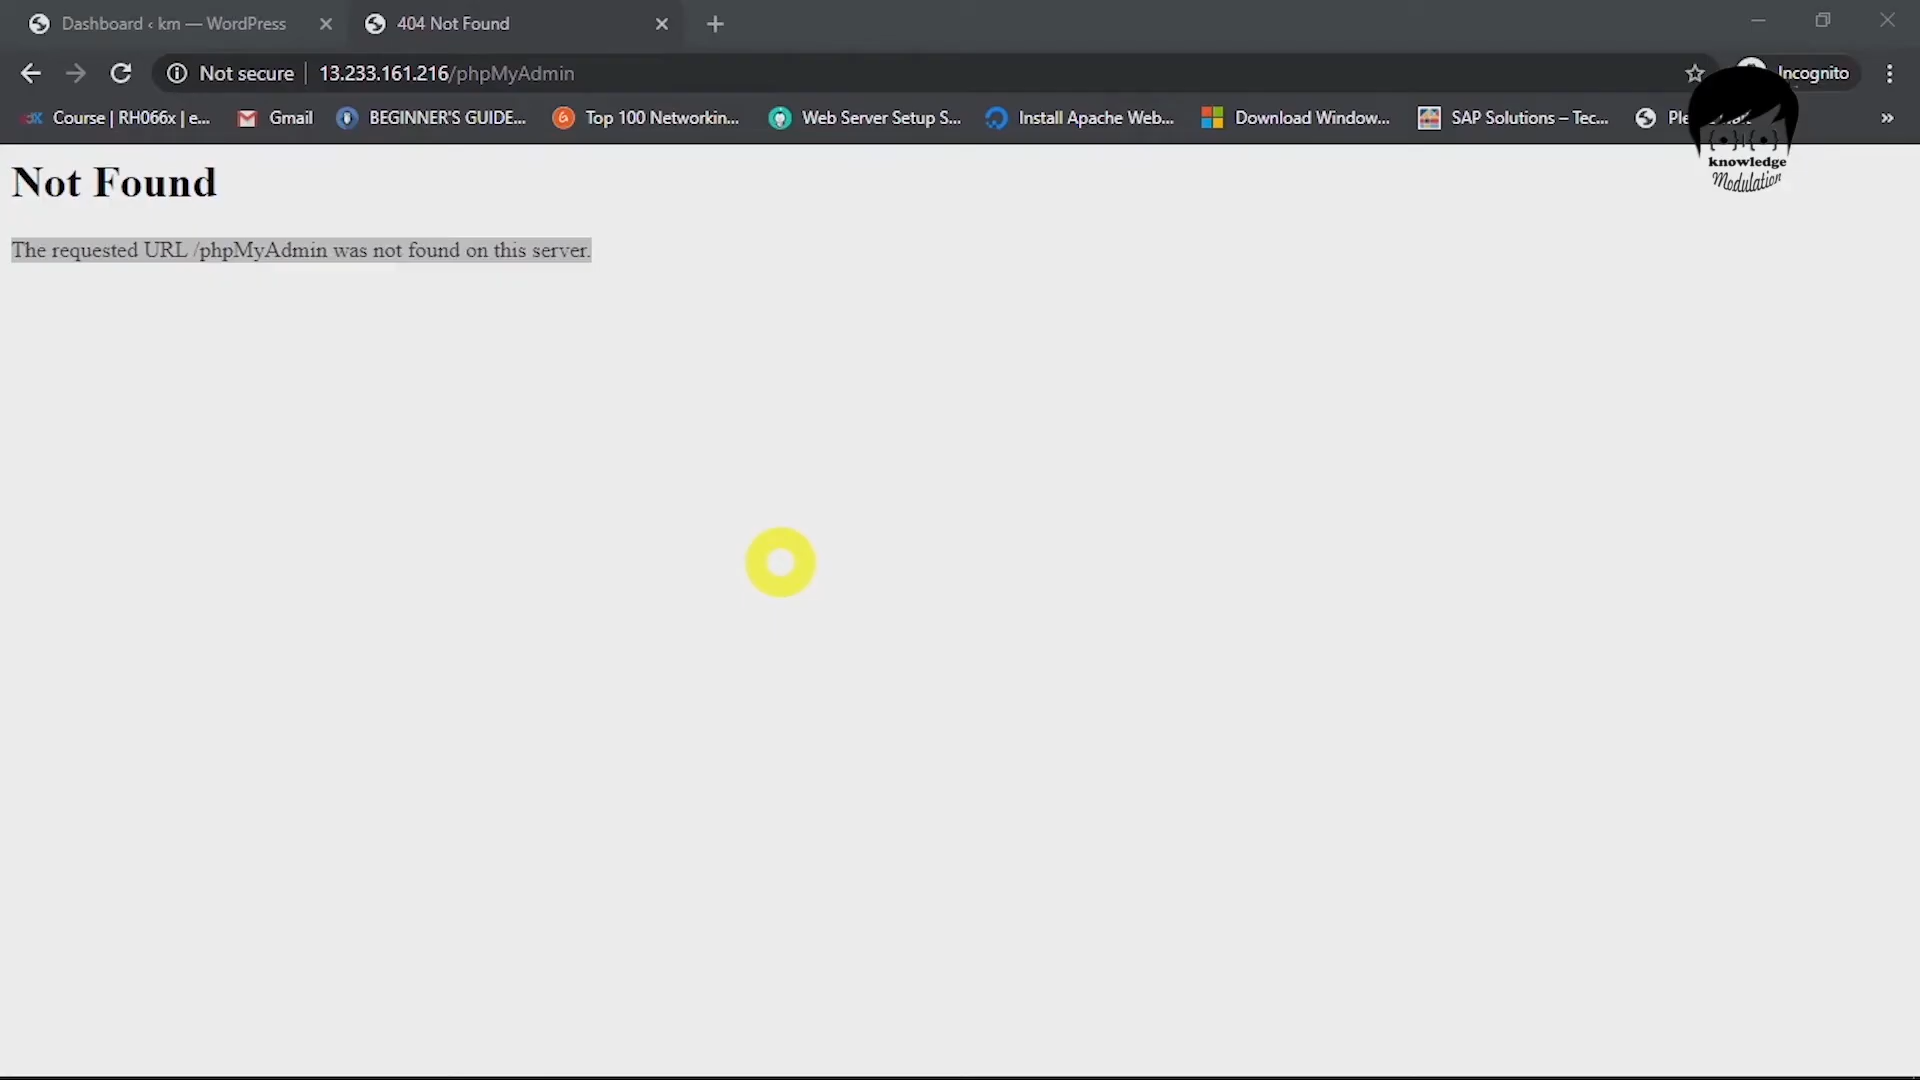 Dashboard ‹ km — WordPress
404 Not Found
Not secure
13.233.161.216/phpMyAdmin
Incognito
Course | RH066x | e...
Gmail
BEGINNER'S GUIDE...
Top 100 Networkin...
Web Server Setup S...
Install Apache Web...
Download Window...
SAP Solutions – Tec...
knowledge
Modulation
Not Found
The requested URL /phpMyAdmin was not found on this server.